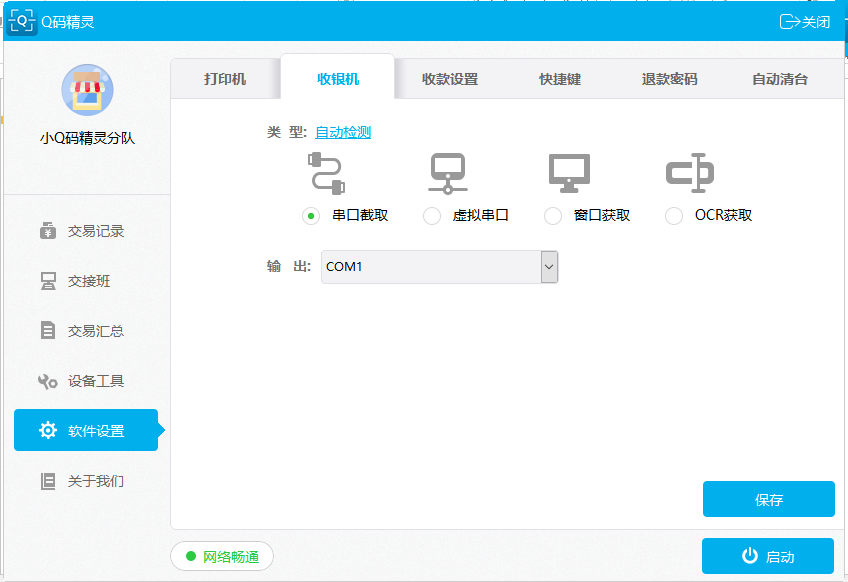 Q码精灵
关闭
小Q码精灵分队
交易记录
交接班
交易汇总
设备工具
软件设置
关于我们
打印机 收银机 收款设置 快捷键 退款密码 自动清台
类 型: 自动检测
串口截取 虚拟串口 窗口获取 OCR获取
输 出: COM1
保存
网络畅通
启动